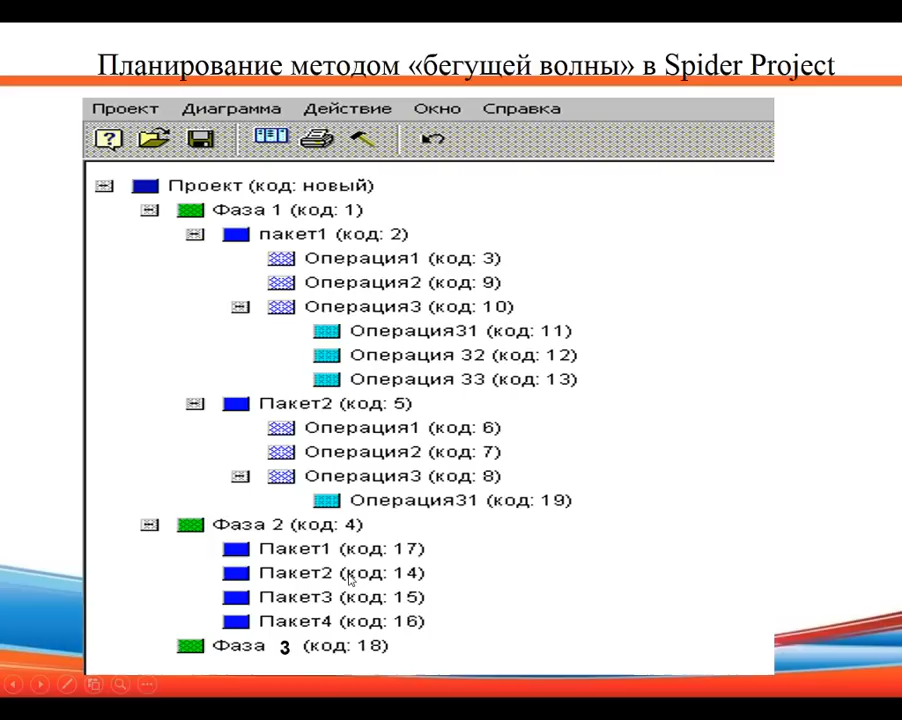 Планирование методом «бегущей волны» в Spider Project
Проект Диаграмма Действие Окно Справка
Проект (код: новый)
Фаза 1 (код: 1)
пакет1 (код: 2)
Операция1 (код: 3)
Операция2 (код: 9)
Операция3 (код: 10)
Операция31 (код: 11)
Операция 32 (код: 12)
Операция 33 (код: 13)
Пакет2 (код: 5)
Операция1 (код: 6)
Операция2 (код: 7)
Операция3 (код: 8)
Операция31 (код: 19)
Фаза 2 (код: 4)
Пакет1 (код: 17)
Пакет2 (код: 14)
Пакет3 (код: 15)
Пакет4 (код: 16)
Фаза 3 (код: 18)